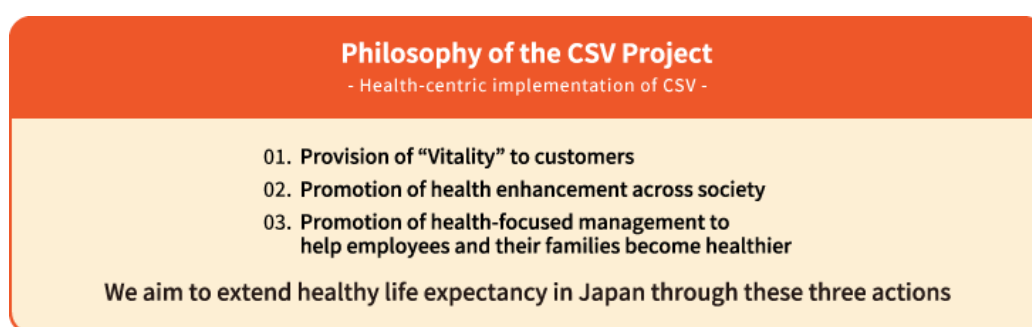 Philosophy of the CSV Project
- Health-centric implementation of CSV -
01. Provision of “Vitality” to customers
02. Promotion of health enhancement across society
03. Promotion of health-focused management to
help employees and their families become healthier
We aim to extend healthy life expectancy in Japan through these three actions